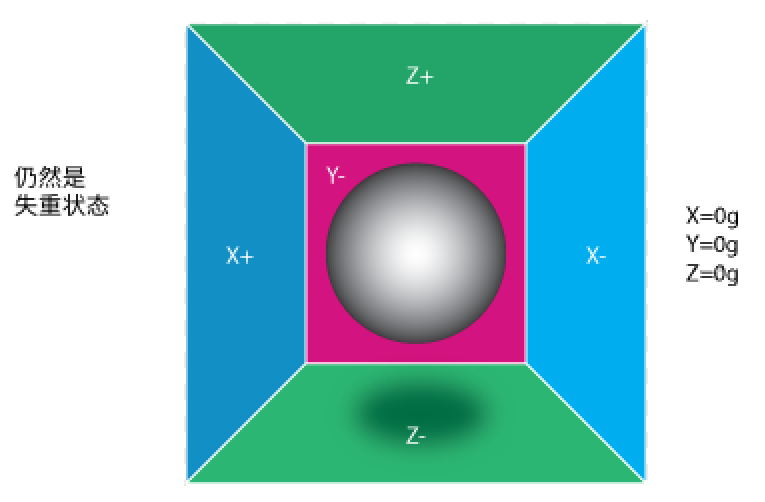 Z+
仍然是
失重状态
Y-
X+
X-
X=0g
Y=0g
Z=0g
Z-